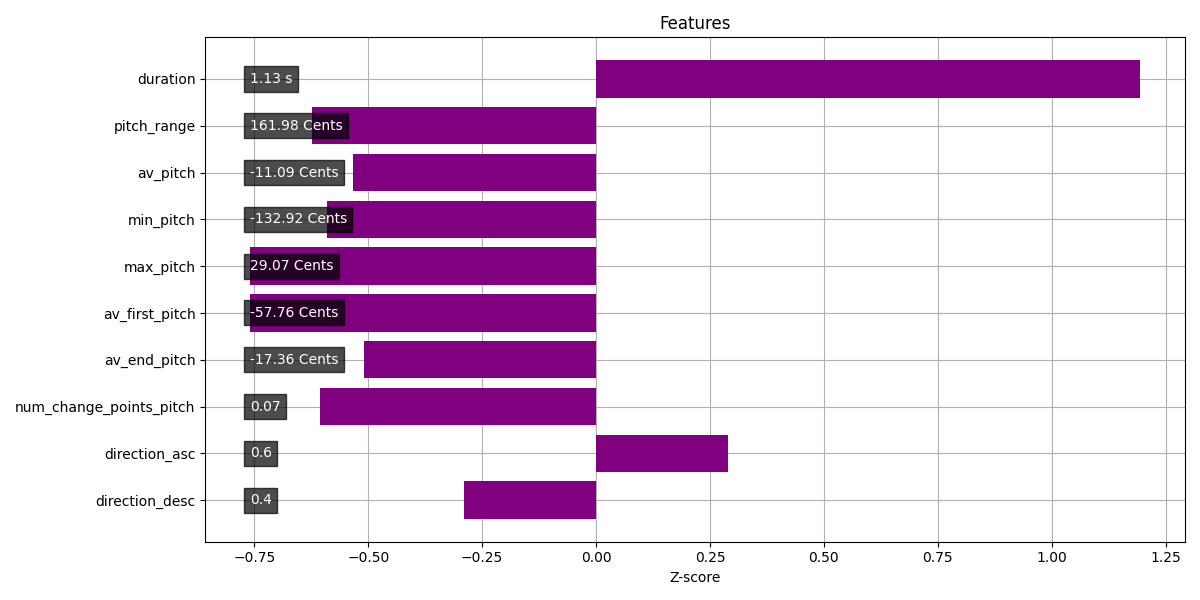 Features
duration 1.13 s
pitch_range 161.98 Cents
av_pitch -11.09 Cents
min_pitch -132.92 Cents
max_pitch 29.07 Cents
av_first_pitch -57.76 Cents
av_end_pitch -17.36 Cents
num_change_points_pitch 0.07
direction_asc 0.6
direction_desc 0.4
−0.75 −0.50 −0.25 0.00 0.25 0.50 0.75 1.00 1.25
Z-score